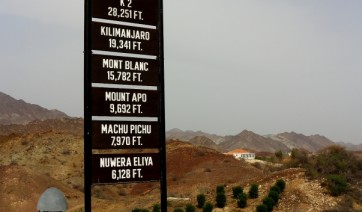 K 2
28,251 FT.
KILIMANJARO
19,341 FT.
MONT BLANC
15,782 FT.
MOUNT APO
9,692 FT.
MACHU PICHU
7,970 FT.
NUWERA ELIYA
6,128 FT.